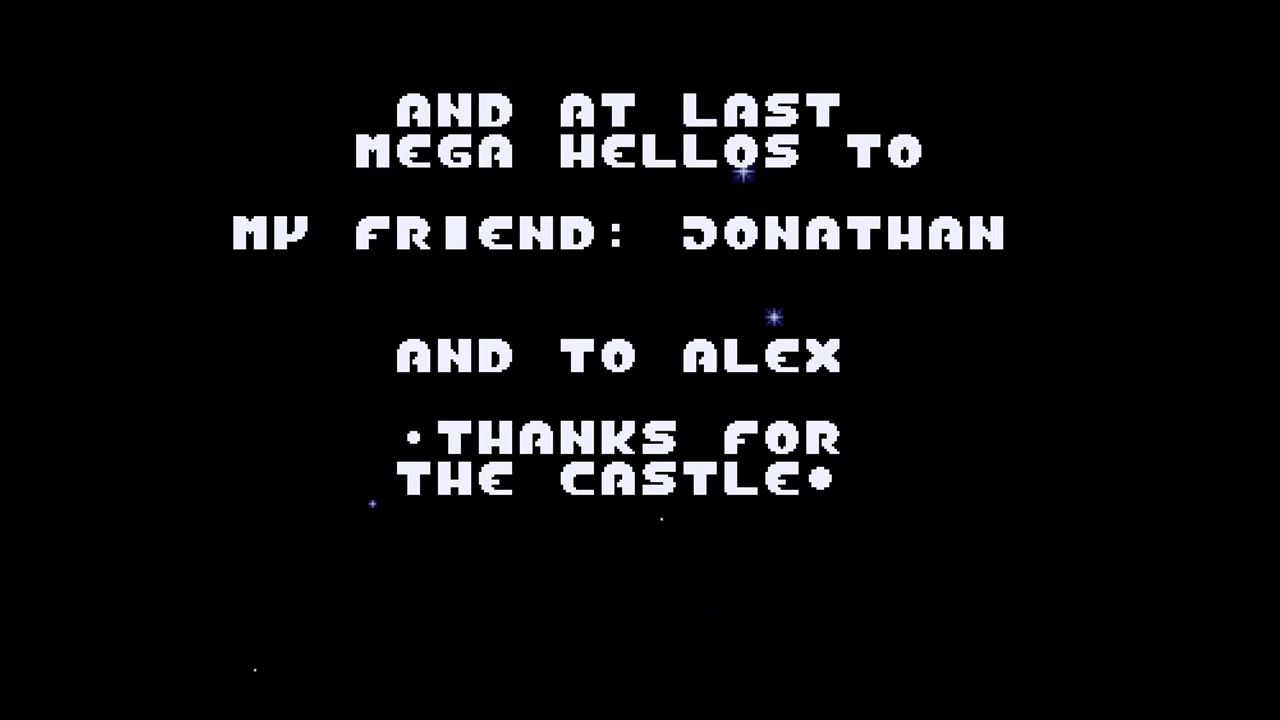 AND AT LAST
MEGA HELLOS TO
MY FRIEND: JONATHAN
AND TO ALEX
•THANKS FOR
THE CASTLE●